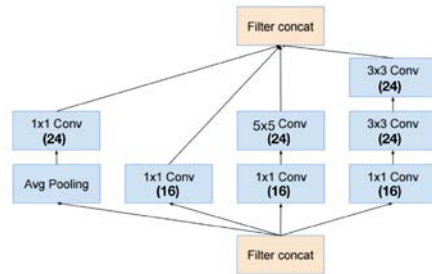 Filter concat
3x3 Conv
(24)
1x1 Conv
(24)
5x5 Conv
(24)
3x3 Conv
(24)
Avg Pooling
1x1 Conv
(16)
1x1 Conv
(16)
1x1 Conv
(16)
Filter concat